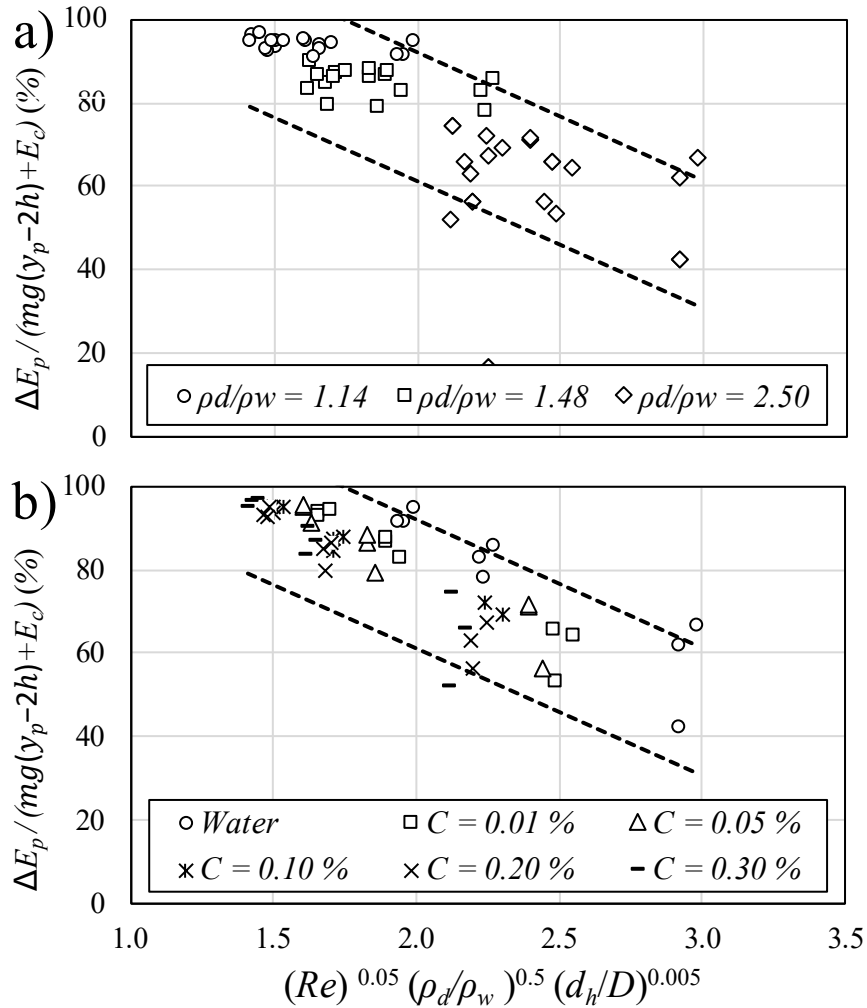 a)
100
80
60
40
20
0
ΔE_p/(mg(y_p−2h)+E_c) (%)
ρd/ρw = 1.14 ρd/ρw = 1.48 ρd/ρw = 2.50
b)
100
80
60
40
20
0
ΔE_p/(mg(y_p−2h)+E_c) (%)
Water C = 0.01 % C = 0.05 %
C = 0.10 % C = 0.20 % C = 0.30 %
1.0 1.5 2.0 2.5 3.0 3.5
(Re)^0.05 (ρ_d/ρ_w)^0.5 (d_h/D)^0.005